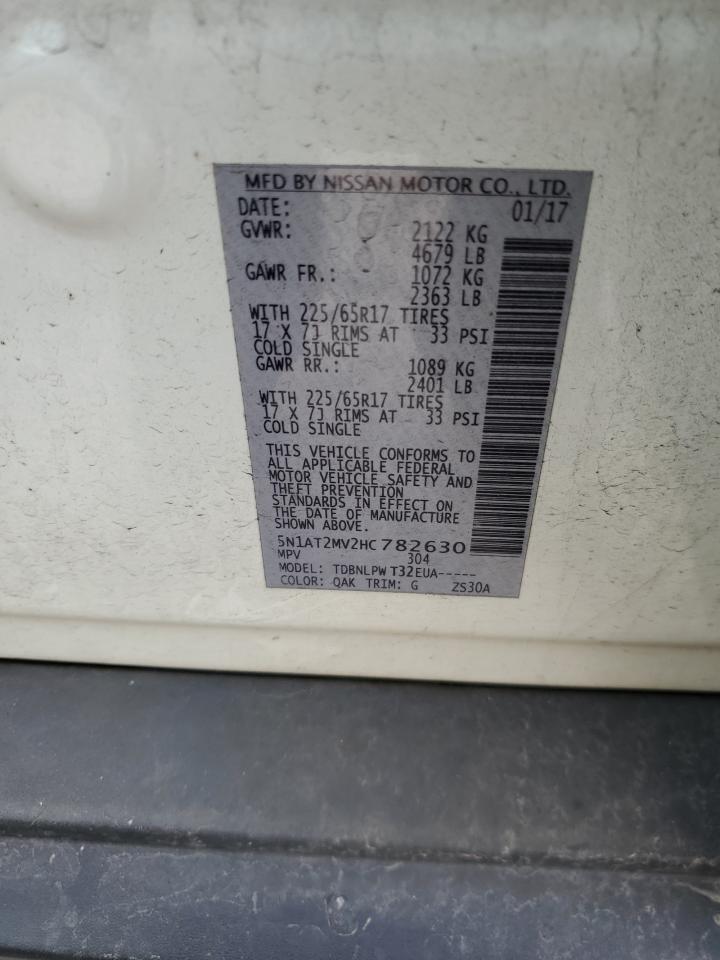 MFD BY NISSAN MOTOR CO., LTD.
DATE: 01/17
GVWR: 2122 KG
4679 LB
GAWR FR.: 1072 KG
2363 LB
WITH 225/65R17 TIRES
17 X 7J RIMS AT 33 PSI
COLD SINGLE
GAWR RR.: 1089 KG
2401 LB
WITH 225/65R17 TIRES
17 X 7J RIMS AT 33 PSI
COLD SINGLE
THIS VEHICLE CONFORMS TO
ALL APPLICABLE FEDERAL
MOTOR VEHICLE SAFETY AND
THEFT PREVENTION
STANDARDS IN EFFECT ON
THE DATE OF MANUFACTURE
SHOWN ABOVE.
5N1AT2MV2HC782630
MPV 304
MODEL: TDBNLPW T32EUA-----
COLOR: QAK TRIM: G ZS30A